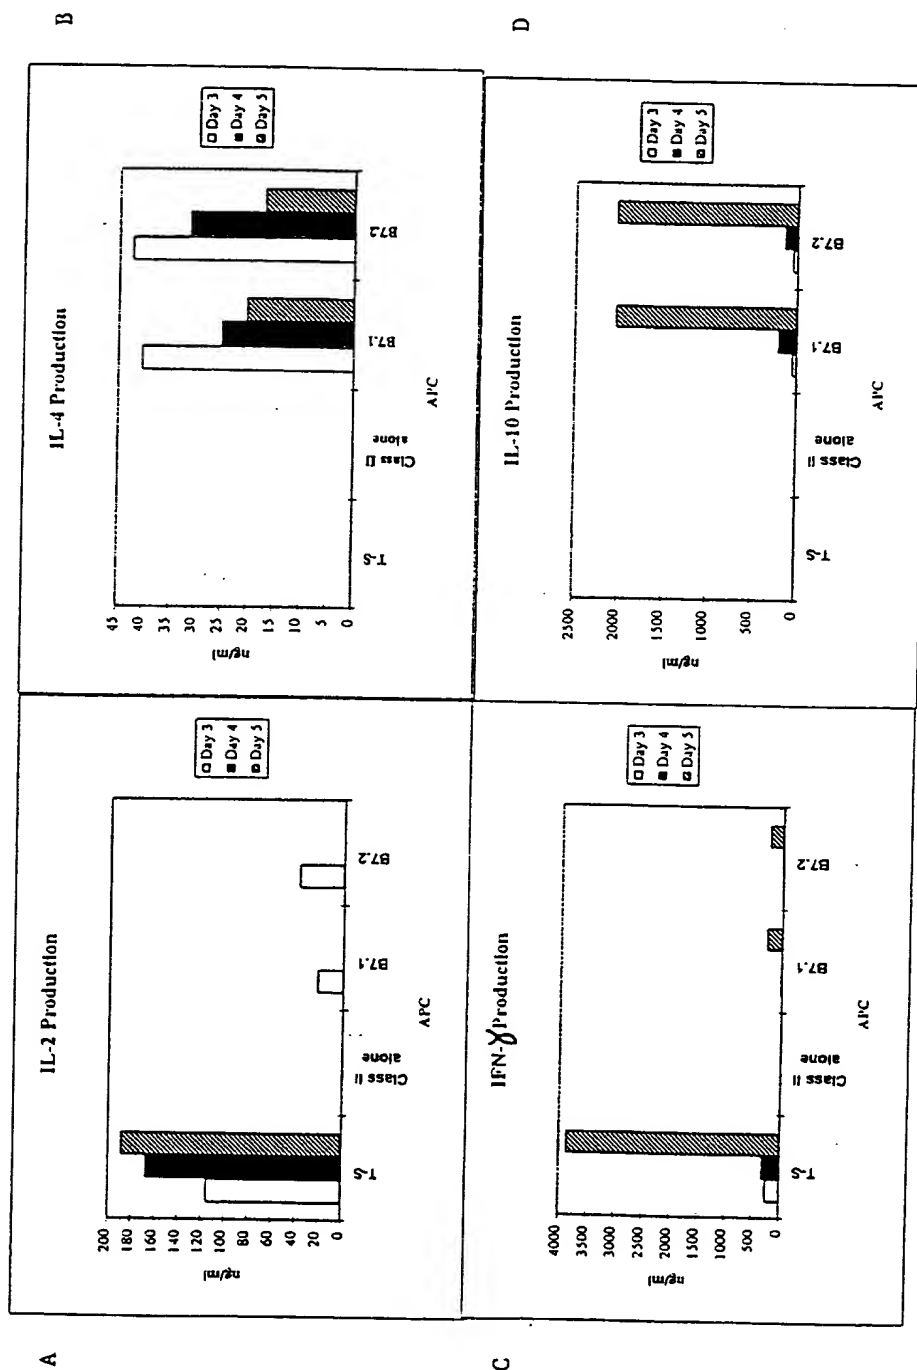 A
IL-2 Production
200
180
160
140
120
100
80
60
40
20
0
ng/ml
T-S
Class II
alone
B7.1
B7.2
APC
Day 3
Day 4
Day 5
B
IL-4 Production
45
40
35
30
25
20
15
10
5
0
ng/ml
T-S
Class II
alone
B7.1
B7.2
APC
Day 3
Day 4
Day 5
C
IFN-γ Production
4000
3500
3000
2500
2000
1500
1000
500
0
ng/ml
T-S
Class II
alone
B7.1
B7.2
APC
Day 3
Day 4
Day 5
D
IL-10 Production
2500
2000
1500
1000
500
0
ng/ml
T-S
Class II
alone
B7.1
B7.2
APC
Day 3
Day 4
Day 5